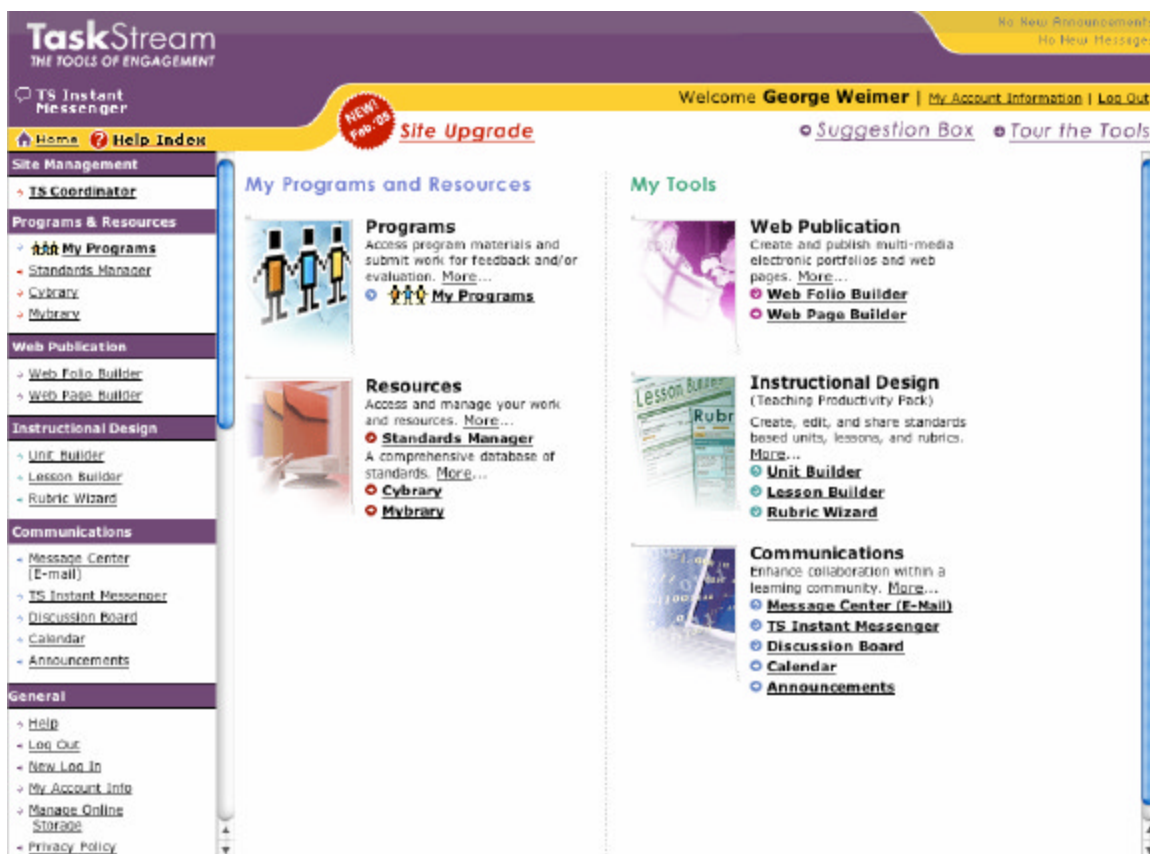 TaskStream
THE TOOLS OF ENGAGEMENT
No New Announcement
No New Message
TS Instant
Messenger
Welcome George Weimer | My Account Information | Log Out
NEW!
Feb.'05
Site Upgrade
Suggestion Box
Tour the Tools
Home
Help Index
Site Management
TS Coordinator
Programs & Resources
My Programs
Standards Manager
Cybrary
Mybrary
Web Publication
Web Folio Builder
Web Page Builder
Instructional Design
Unit Builder
Lesson Builder
Rubric Wizard
Communications
Message Center
(E-mail)
TS Instant Messenger
Discussion Board
Calendar
Announcements
General
Help
Log Out
New Log In
My Account Info
Manage Online
Storage
Privacy Policy
My Programs and Resources
Programs
Access program materials and
submit work for feedback and/or
evaluation. More...
My Programs
Resources
Access and manage your work
and resources. More...
Standards Manager
A comprehensive database of
standards. More...
Cybrary
Mybrary
My Tools
Web Publication
Create and publish multi-media
electronic portfolios and web
pages. More...
Web Folio Builder
Web Page Builder
Lesson Builder
Rubr
Instructional Design
(Teaching Productivity Pack)
Create, edit, and share standards
based units, lessons, and rubrics.
More...
Unit Builder
Lesson Builder
Rubric Wizard
Communications
Enhance collaboration within a
learning community. More...
Message Center (E-Mail)
TS Instant Messenger
Discussion Board
Calendar
Announcements